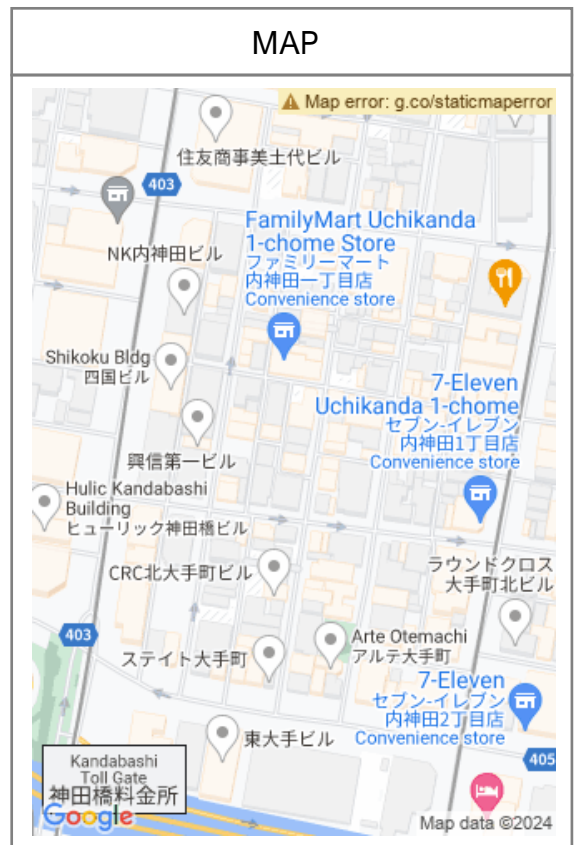 MAP
Map error: g.co/staticmaperror
住友商事美土代ビル
403
FamilyMart Uchikanda
1-chome Store
ファミリーマート
内神田一丁目店
Convenience store
NK内神田ビル
Shikoku Bldg
四国ビル
7-Eleven
Uchikanda 1-chome
セブン-イレブン
内神田1丁目店
Convenience store
興信第一ビル
Hulic Kandabashi
Building
ヒューリック神田橋ビル
CRC北大手町ビル
ラウンドクロス
大手町北ビル
403
Arte Otemachi
アルテ大手町
ステイト大手町
7-Eleven
セブン-イレブン
内神田2丁目店
Convenience store
東大手ビル
405
Kandabashi
Toll Gate
神田橋料金所
Google
Map data ©2024